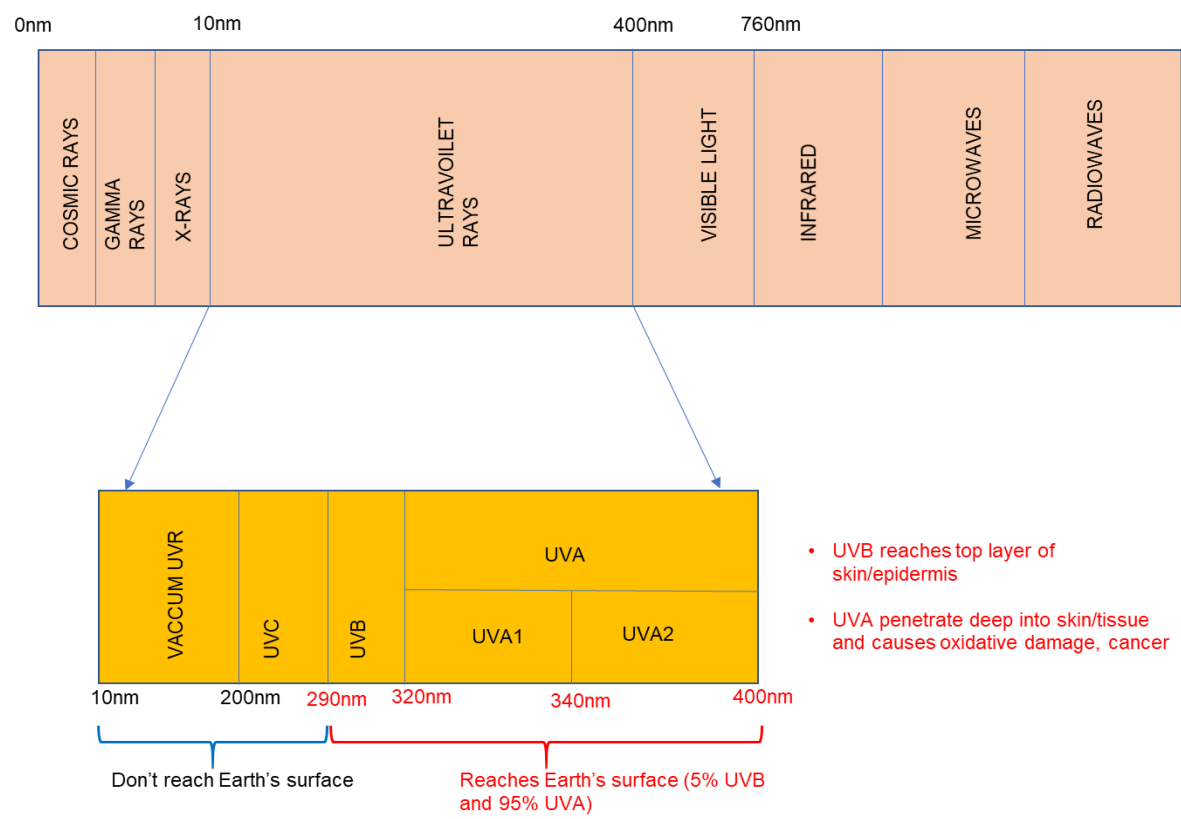 0nm
10nm
400nm
760nm
COSMIC RAYS
GAMMA
RAYS
X-RAYS
ULTRAVOILET
RAYS
VISIBLE LIGHT
INFRARED
MICROWAVES
RADIOWAVES
VACCUM UVR
UVC
UVB
UVA
UVA1
UVA2
10nm
200nm
290nm
320nm
340nm
400nm
Don’t reach Earth’s surface
Reaches Earth’s surface (5% UVB
and 95% UVA)
• UVB reaches top layer of
skin/epidermis
• UVA penetrate deep into skin/tissue
and causes oxidative damage, cancer